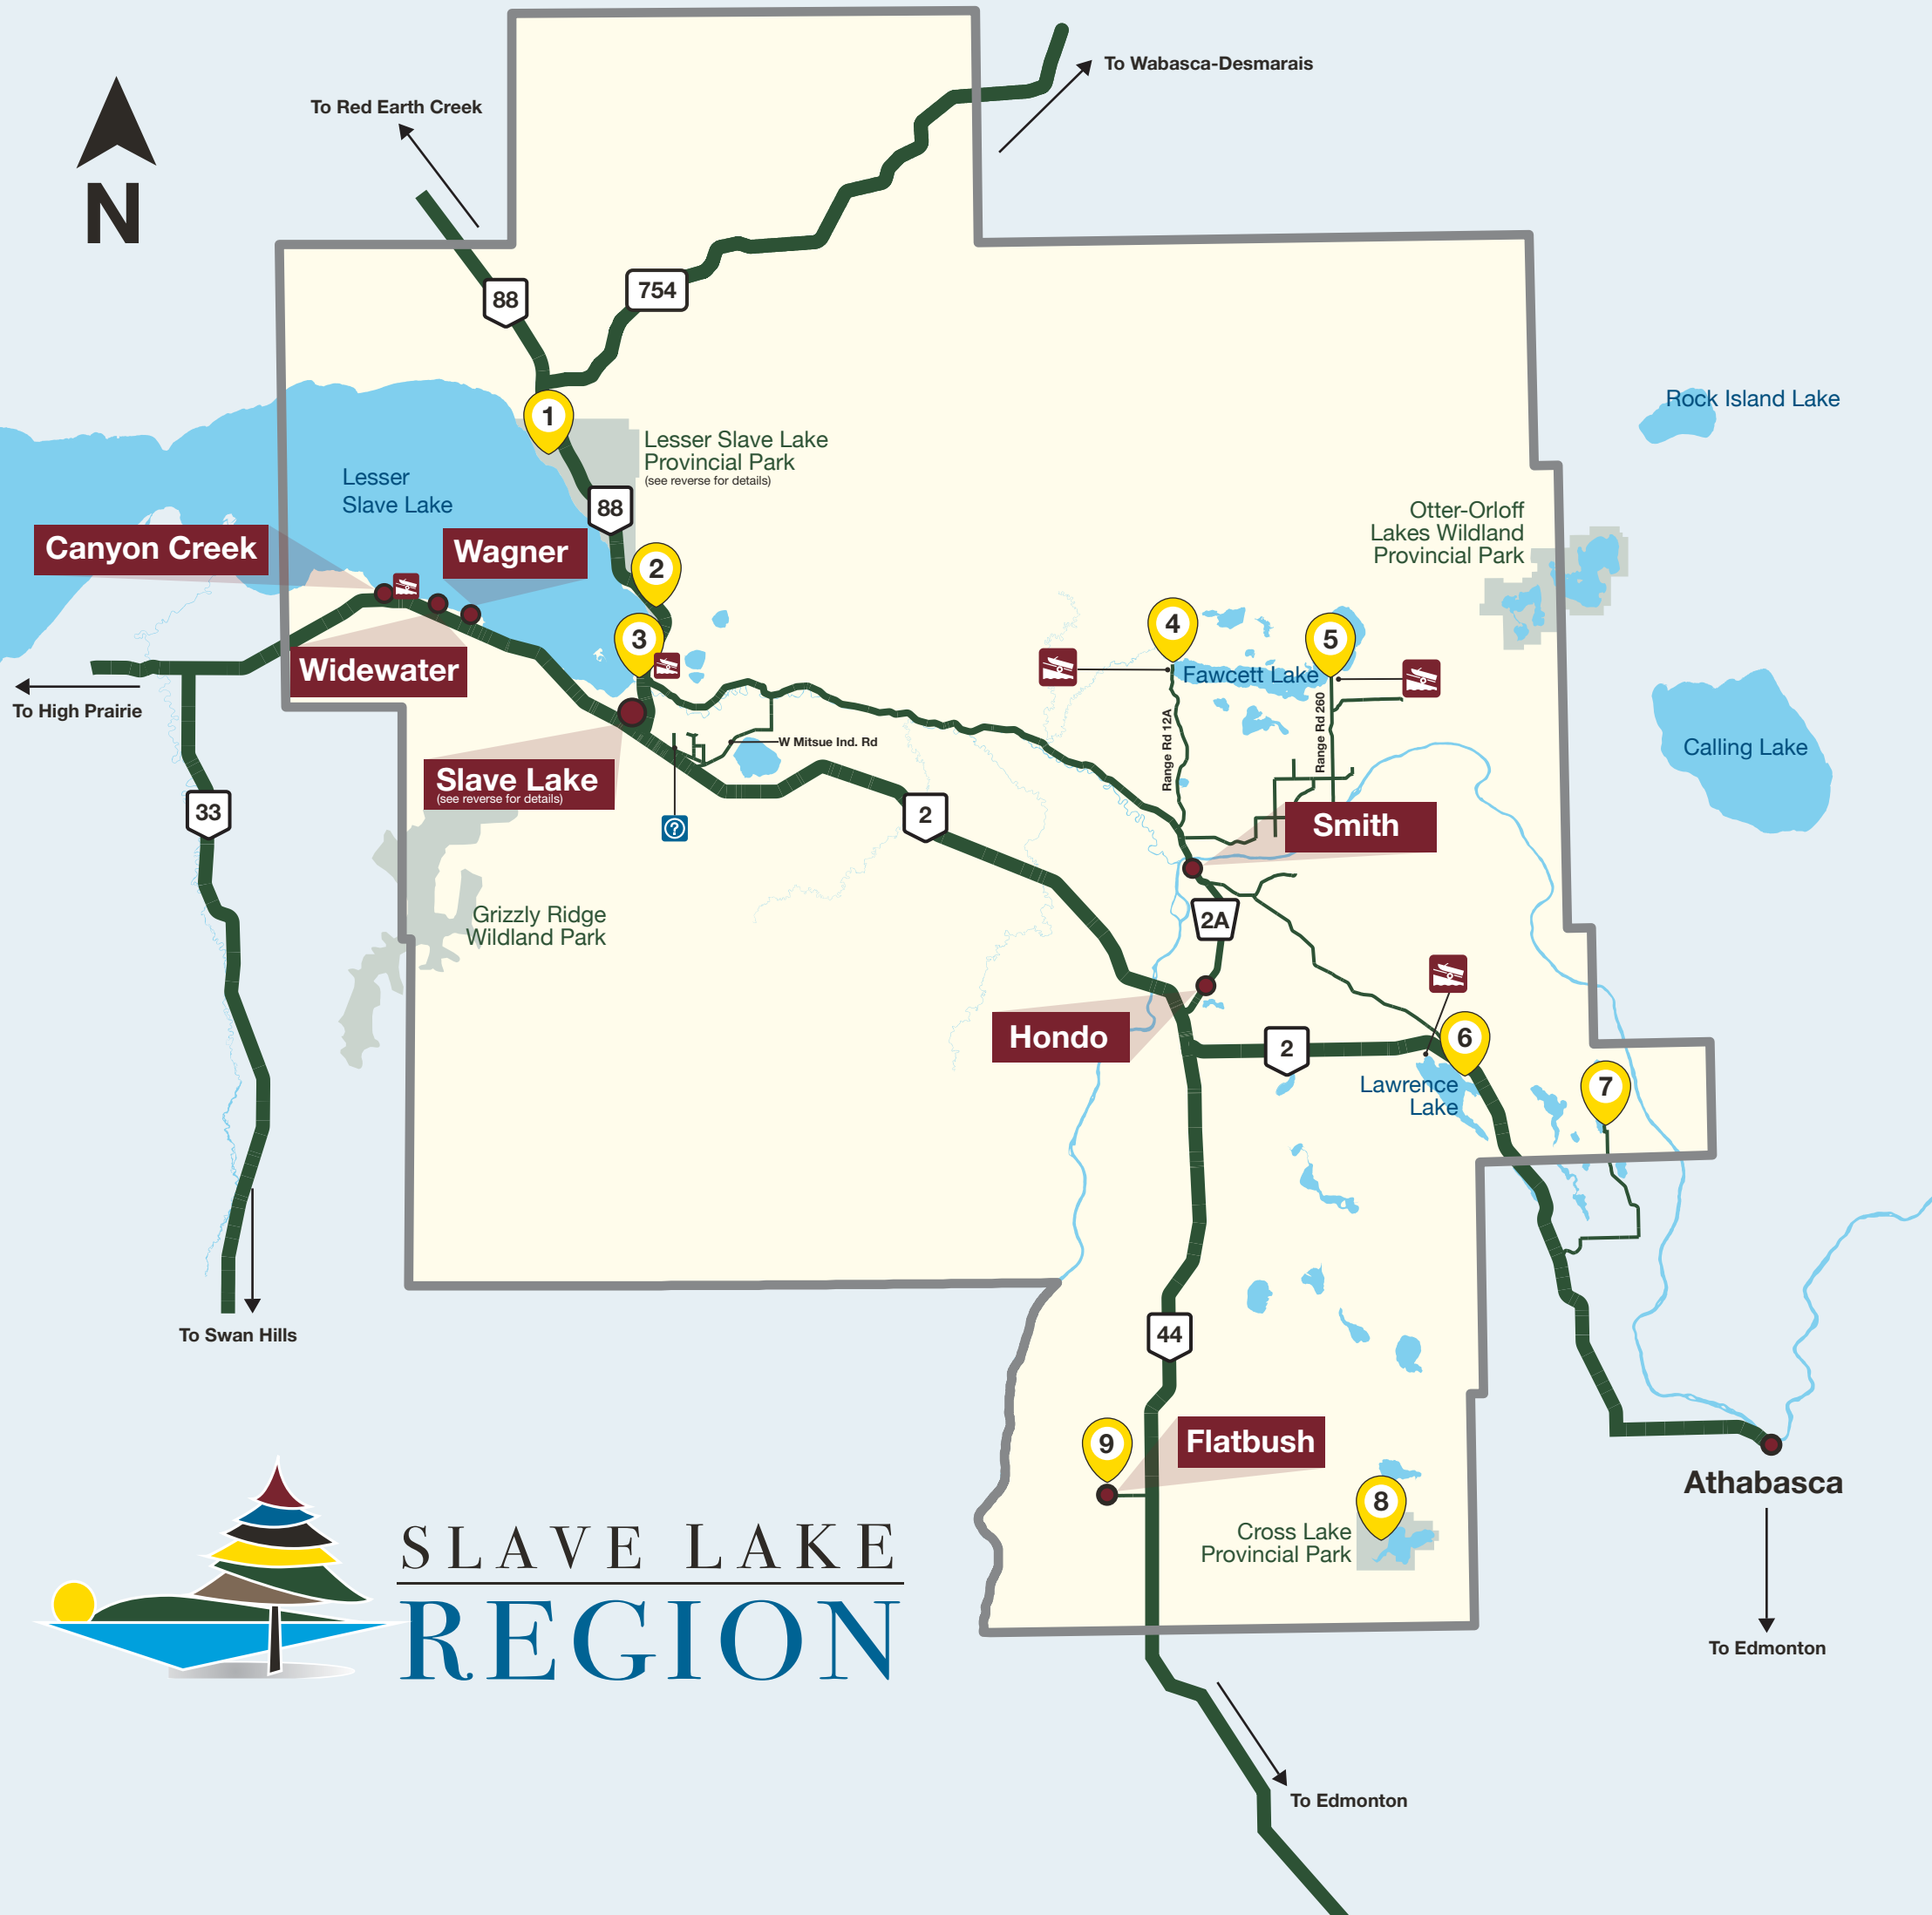 To Wabasca-Desmarais
To Red Earth Creek
N
88
754
Rock Island Lake
1
Lesser Slave Lake
Provincial Park
(see reverse for details)
Lesser
Slave Lake
88
Otter-Orloff
Lakes Wildland
Provincial Park
Canyon Creek
Wagner
2
3
4
5
Widewater
Fawcett Lake
To High Prairie
Range Rd 12A
Range Rd 260
W Mitsue Ind. Rd
Calling Lake
Slave Lake
(see reverse for details)
33
?
2
Smith
Grizzly Ridge
Wildland Park
2A
Hondo
2
6
7
Lawrence
Lake
To Swan Hills
44
9
Flatbush
Athabasca
8
Cross Lake
Provincial Park
SLAVE LAKE
REGION
To Edmonton
To Edmonton